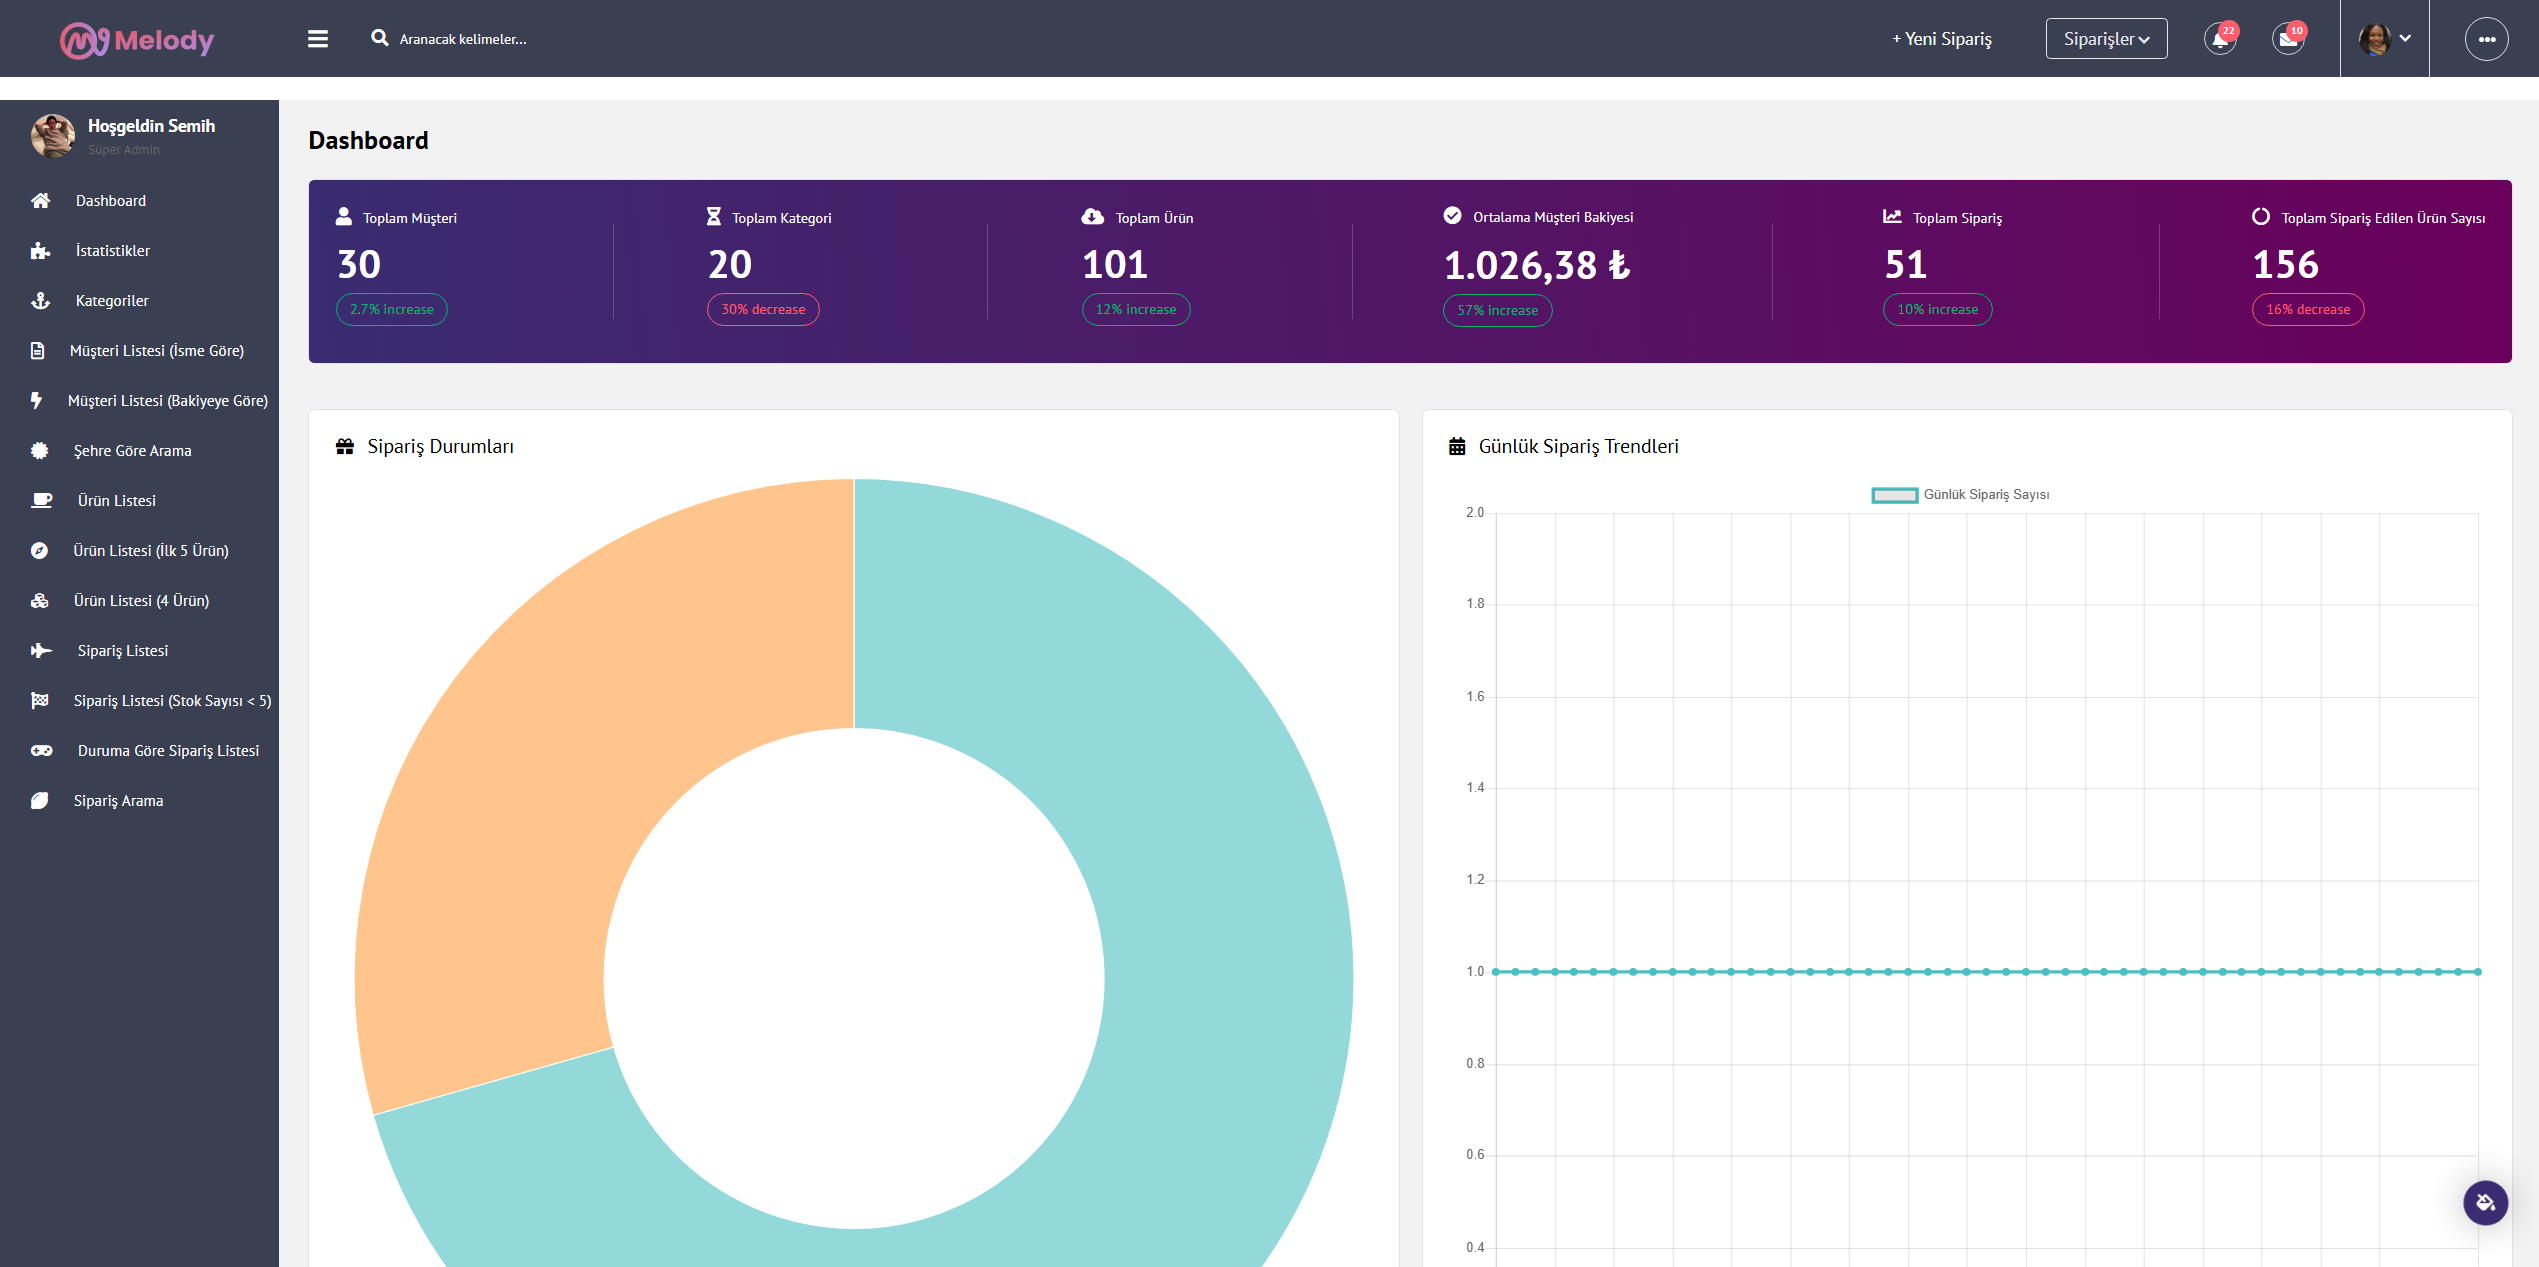 Melody
Aranacak kelimeler...
+ Yeni Sipariş
Siparişler
22
10
Hoşgeldin Semih
Süper Admin
Dashboard
İstatistikler
Kategoriler
Müşteri Listesi (İsme Göre)
Müşteri Listesi (Bakiyeye Göre)
Şehre Göre Arama
Ürün Listesi
Ürün Listesi (İlk 5 Ürün)
Ürün Listesi (4 Ürün)
Sipariş Listesi
Sipariş Listesi (Stok Sayısı < 5)
Duruma Göre Sipariş Listesi
Sipariş Arama
Dashboard
Toplam Müşteri
30
2.7% increase
Toplam Kategori
20
30% decrease
Toplam Ürün
101
12% increase
Ortalama Müşteri Bakiyesi
1.026,38 ₺
57% increase
Toplam Sipariş
51
10% increase
Toplam Sipariş Edilen Ürün Sayısı
156
16% decrease
Sipariş Durumları
Günlük Sipariş Trendleri
Günlük Sipariş Sayısı
2.0
1.8
1.6
1.4
1.2
1.0
0.8
0.6
0.4